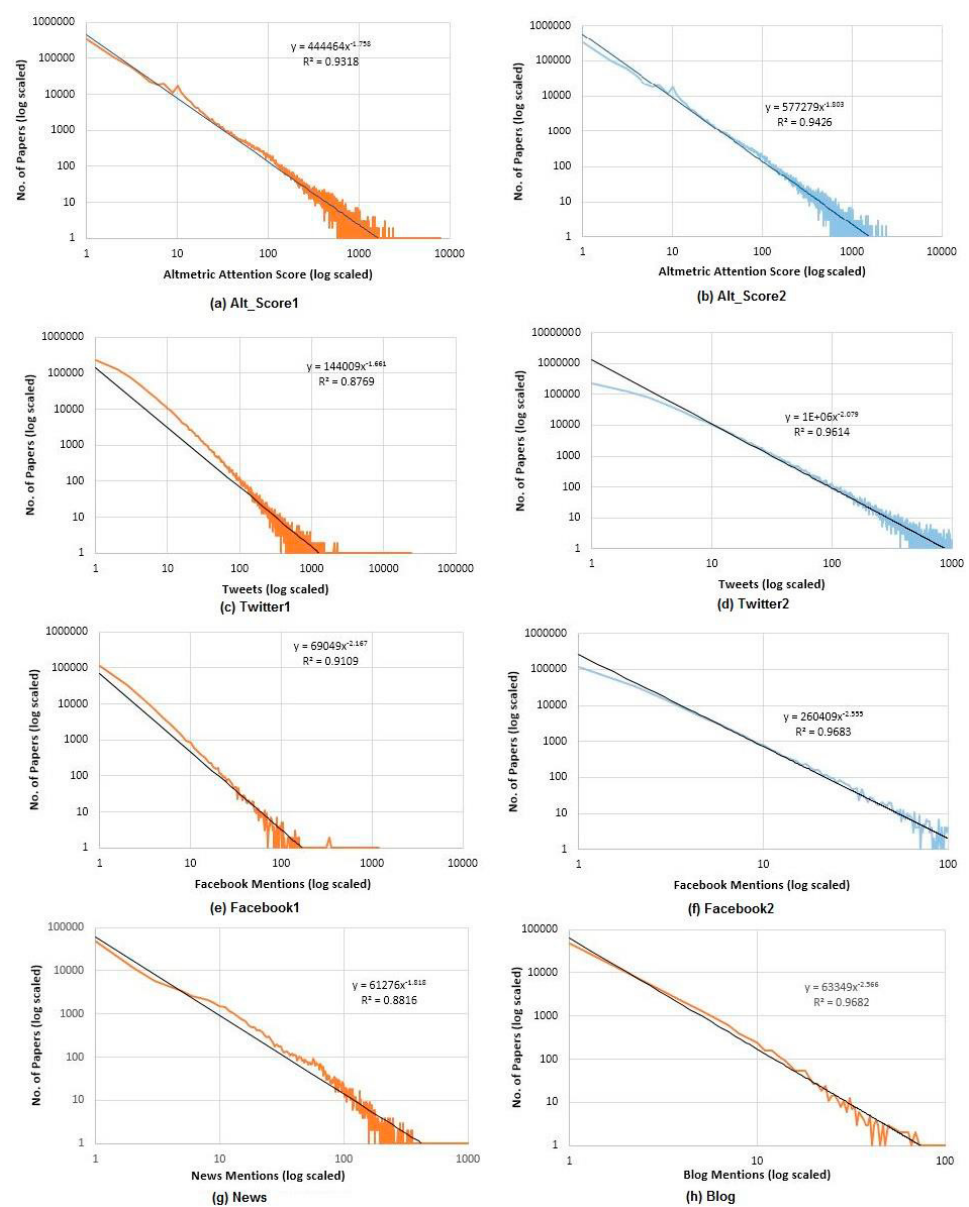 1000000
100000
10000
1000
100
10
1
No. of Papers (log scaled)
y = 444464x^-1.758
R² = 0.9318
1 10 100 1000 10000
Altmetric Attention Score (log scaled)
(a) Alt_Score1
1000000
100000
10000
1000
100
10
1
No. of Papers (log scaled)
y = 577279x^-1.803
R² = 0.9426
1 10 100 1000 10000
Altmetric Attention Score (log scaled)
(b) Alt_Score2
1000000
100000
10000
1000
100
10
1
No. of Papers (log scaled)
y = 144009x^-1.661
R² = 0.8769
1 10 100 1000 10000 100000
Tweets (log scaled)
(c) Twitter1
10000000
1000000
100000
10000
1000
100
10
1
No. of Papers (log scaled)
y = 1E+06x^-2.079
R² = 0.9614
1 10 100 1000
Tweets (log scaled)
(d) Twitter2
1000000
100000
10000
1000
100
10
1
No. of Papers (log scaled)
y = 69049x^-2.167
R² = 0.9109
1 10 100 1000 10000
Facebook Mentions (log scaled)
(e) Facebook1
1000000
100000
10000
1000
100
10
1
No. of Papers (log scaled)
y = 260409x^-2.555
R² = 0.9683
1 10 100
Facebook Mentions (log scaled)
(f) Facebook2
100000
10000
1000
100
10
1
No. of Papers (log scaled)
y = 61276x^-1.818
R² = 0.8816
1 10 100 1000
News Mentions (log scaled)
(g) News
100000
10000
1000
100
10
1
No. of Papers (log scaled)
y = 63349x^-2.566
R² = 0.9682
1 10 100
Blog Mentions (log scaled)
(h) Blog